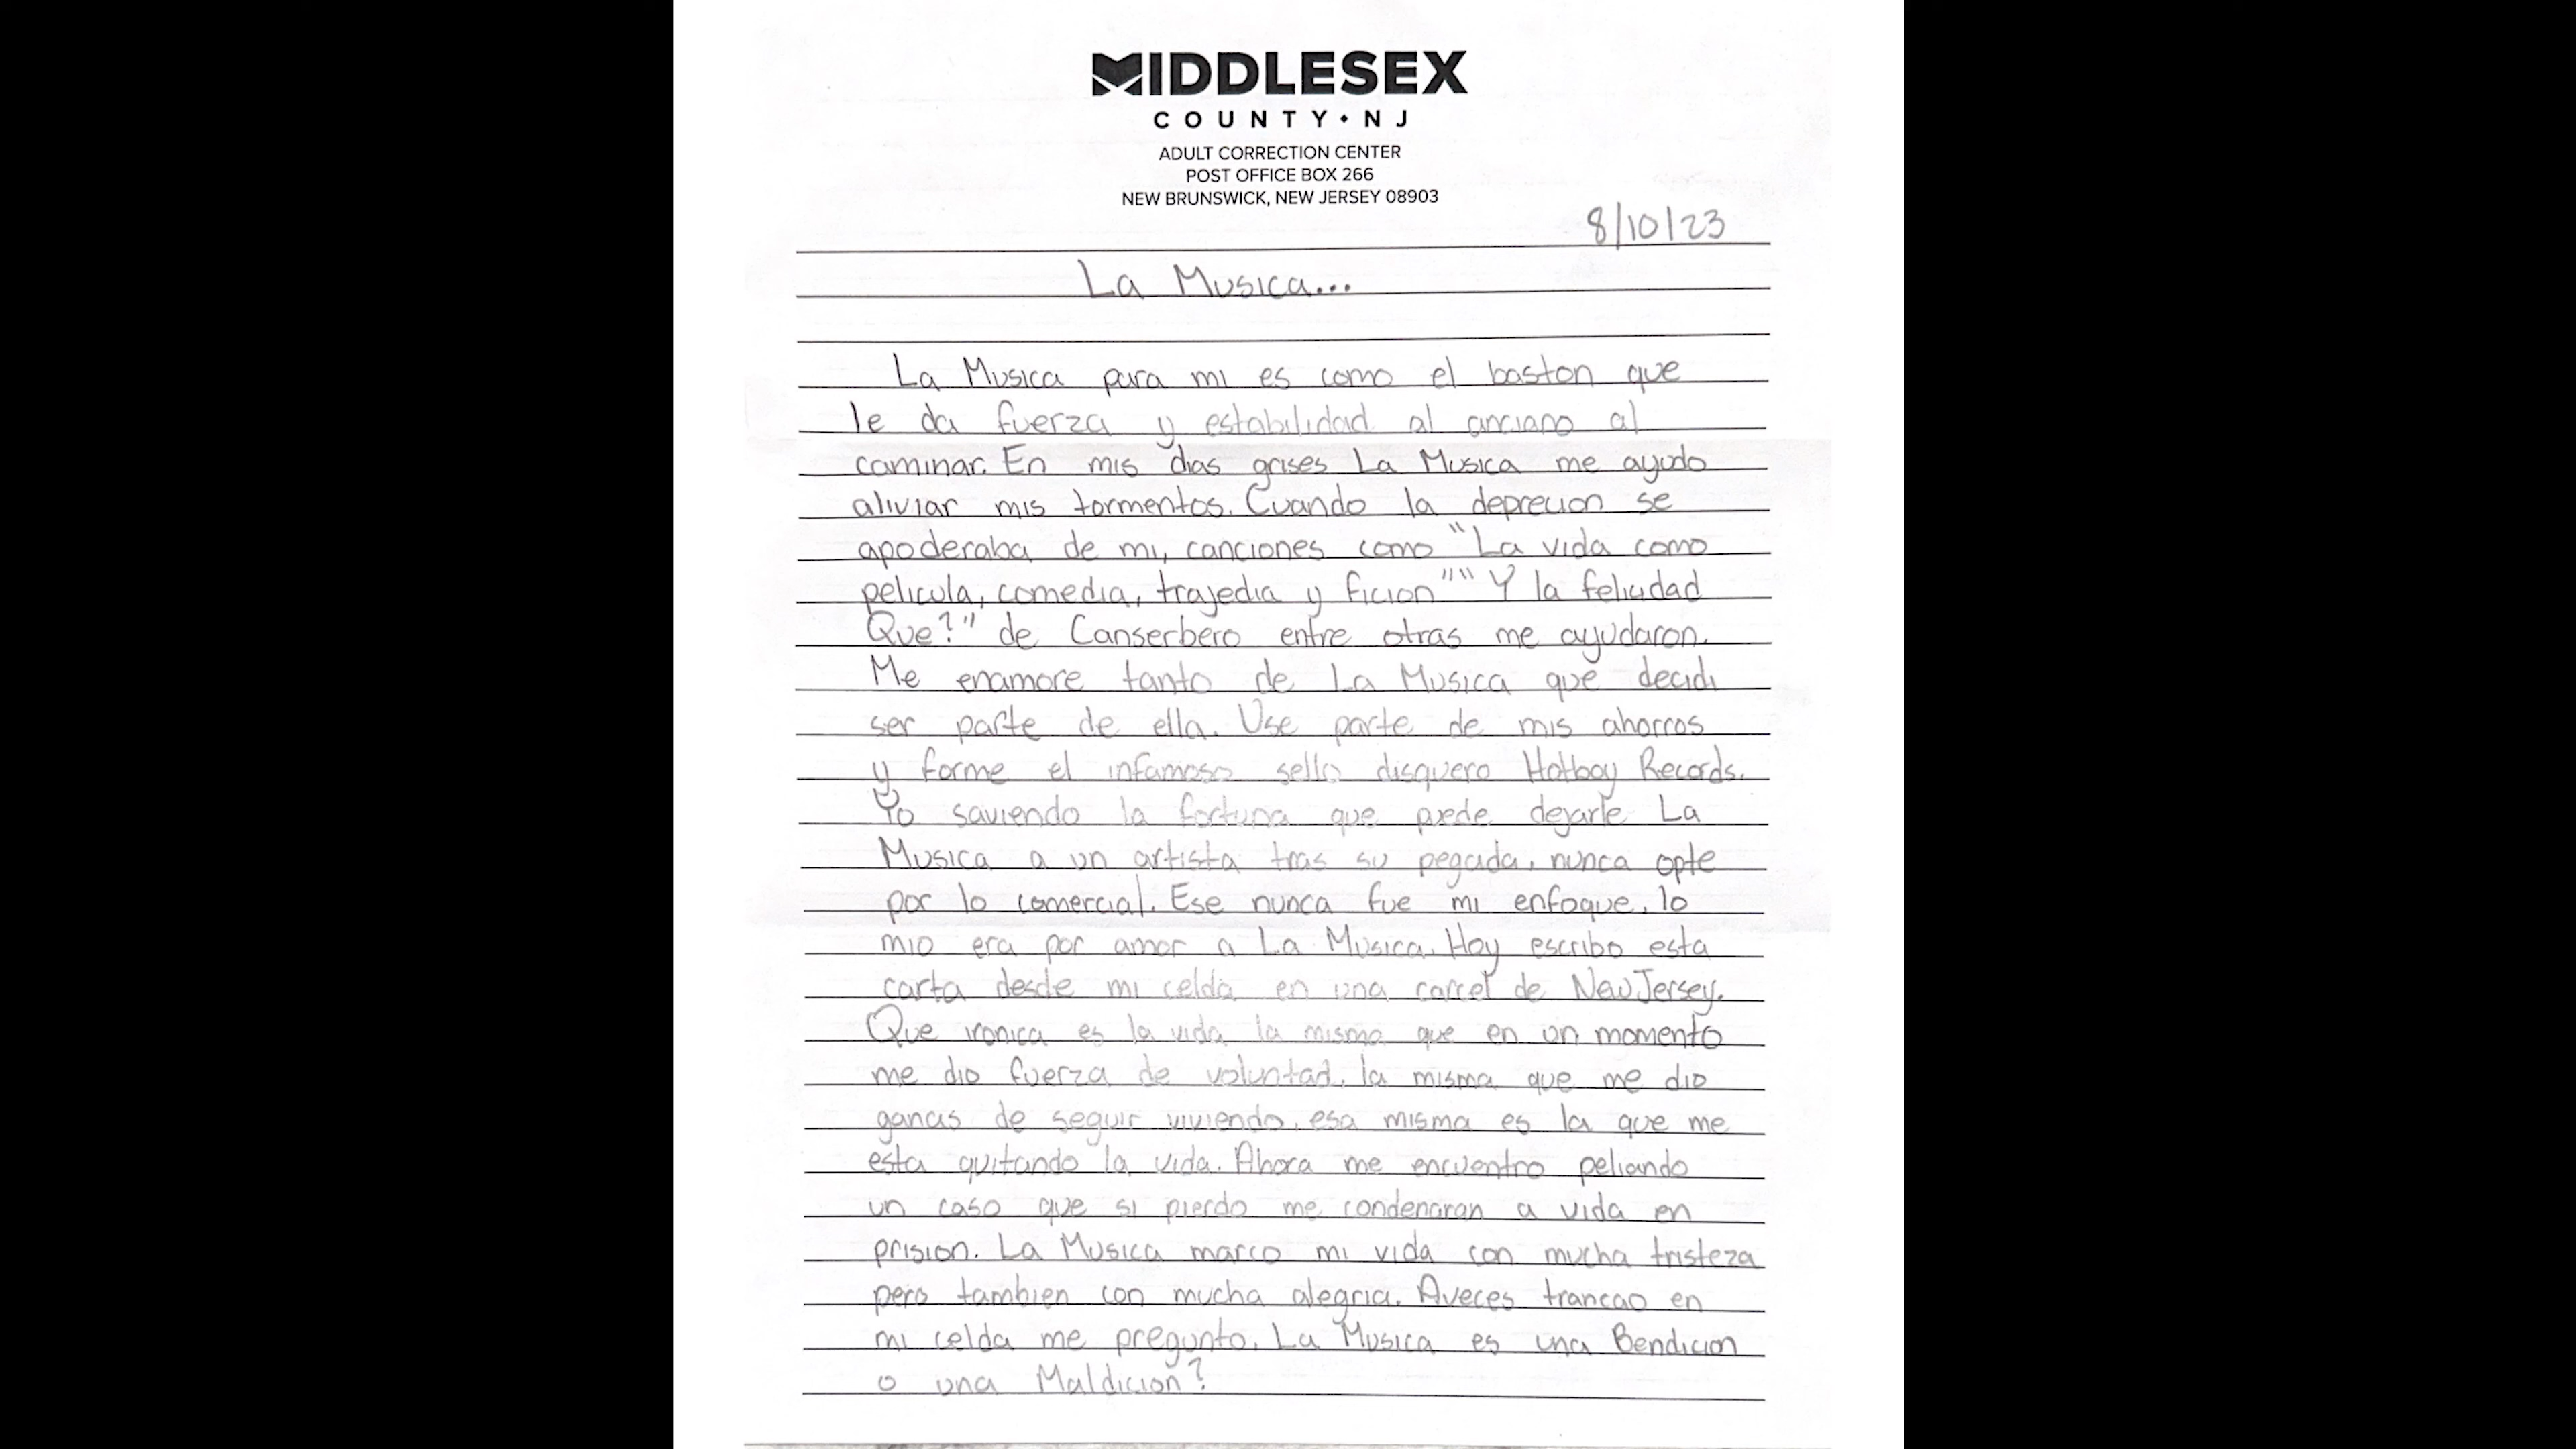 MIDDLESEX
COUNTY • NJ
ADULT CORRECTION CENTER
POST OFFICE BOX 266
NEW BRUNSWICK, NEW JERSEY 08903
8/10/23
La Musica...
La Musica para mi es como el baston que
le da fuerza y estabilidad al anciano al
caminar. En mis dias grises La Musica me ayudo
aliviar mis tormentos. Cuando la deprecion se
apoderaba de mi, canciones como "La vida como
pelicula, comedia, trajedia y ficion" "Y la felicidad
Que?" de Canserbero entre otras me ayudaron.
Me enamore tanto de La Musica que decidi
ser parte de ella. Use parte de mis ahorros
y forme el infamoso sello disquero Hotboy Records.
Yo saviendo la fortuna que puede dejarle La
Musica a un artista tras su pegada, nunca opte
por lo comercial. Ese nunca fue mi enfoque, lo
mio era por amor a La Musica. Hoy escribo esta
carta desde mi celda en una carcel de New Jersey.
Que ironica es la vida la misma que en un momento
me dio fuerza de voluntad, la misma que me dio
ganas de seguir viviendo, esa misma es la que me
esta quitando la vida. Ahora me encuentro peliando
un caso que si pierdo me condenaran a vida en
prision. La Musica marco mi vida con mucha tristeza
pero tambien con mucha alegria. Aveces trancao en
mi celda me pregunto, La Musica es una Bendicion
o una Maldicion?